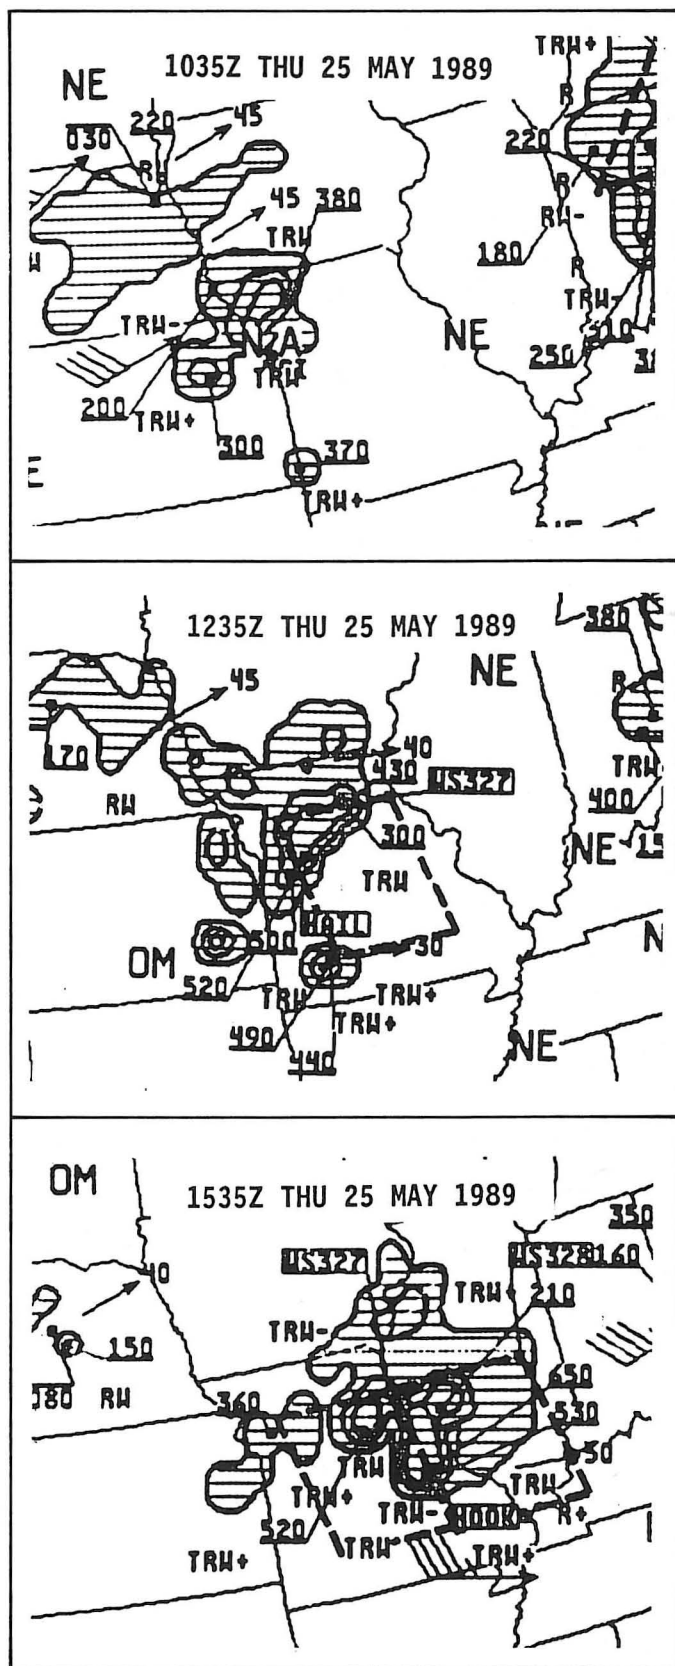 1035Z THU 25 MAY 1989
TRW+
NE
220
45
030
R
220
45
380
R
TRW
RW-
180
R
TRW-
TRW-
NE
250
210
TRW
200
TRW+
300
370
TRW+
1235Z THU 25 MAY 1989
380
NE
45
R
170
40
430
WS327
TRW
RW
400
300
NE
15
TRW
HAIL
N
OM
500
30
520
TRW
TRW+
490
TRW+
NE
440
OM
1535Z THU 25 MAY 1989
350
WS327
WS328
160
40
TRW+
210
TRW-
150
650
080
RW
360
530
50
TRW
TRW
TRW+
TRW-
HOOK
R+
520
TRW
TRW+
TRW+